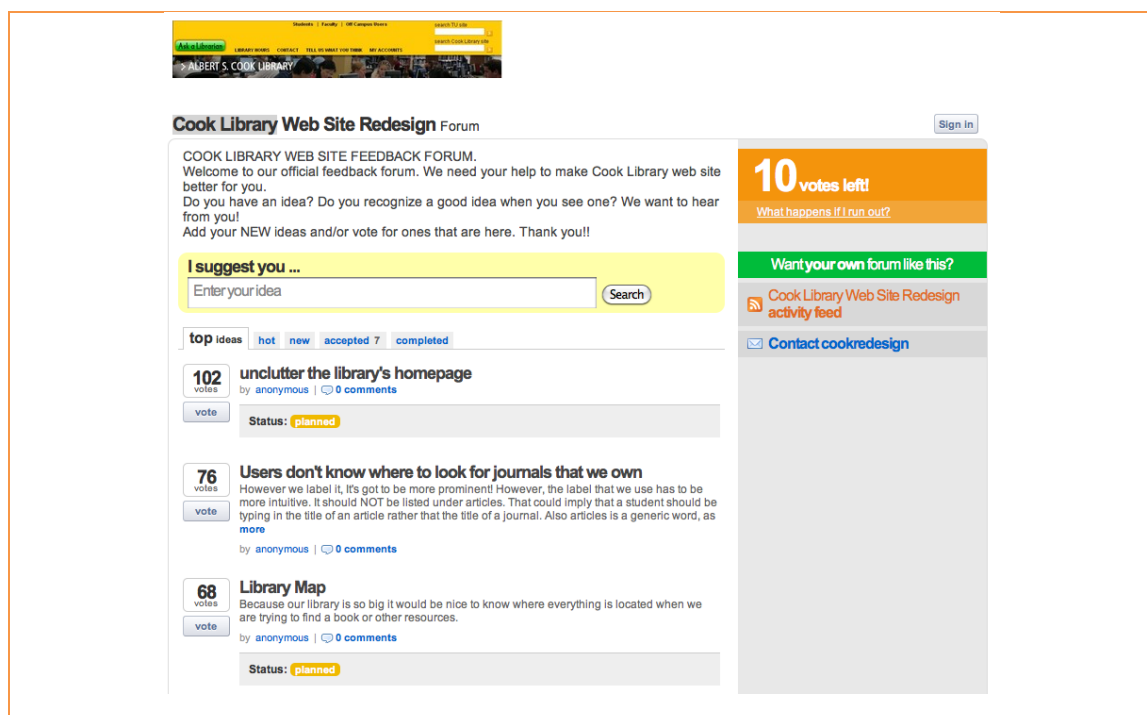 Students | Faculty | Off Campus Users
search TU site
search Cook Library site
Ask a Librarian
LIBRARY HOURS CONTACT TELL US WHAT YOU THINK MY ACCOUNTS
> ALBERT S. COOK LIBRARY
Cook Library Web Site Redesign Forum
Sign in
COOK LIBRARY WEB SITE FEEDBACK FORUM.
Welcome to our official feedback forum. We need your help to make Cook Library web site
better for you.
Do you have an idea? Do you recognize a good idea when you see one? We want to hear
from you!
Add your NEW ideas and/or vote for ones that are here. Thank you!!
I suggest you ...
Enter your idea
Search
top ideas hot new accepted 7 completed
102
votes
vote
unclutter the library's homepage
by anonymous | 0 comments
Status: planned
76
votes
vote
Users don't know where to look for journals that we own
However we label it, It's got to be more prominent! However, the label that we use has to be
more intuitive. It should NOT be listed under articles. That could imply that a student should be
typing in the title of an article rather that the title of a journal. Also articles is a generic word, as
more
by anonymous | 0 comments
68
votes
vote
Library Map
Because our library is so big it would be nice to know where everything is located when we
are trying to find a book or other resources.
by anonymous | 0 comments
Status: planned
10 votes left!
What happens if I run out?
Want your own forum like this?
Cook Library Web Site Redesign
activity feed
Contact cookredesign